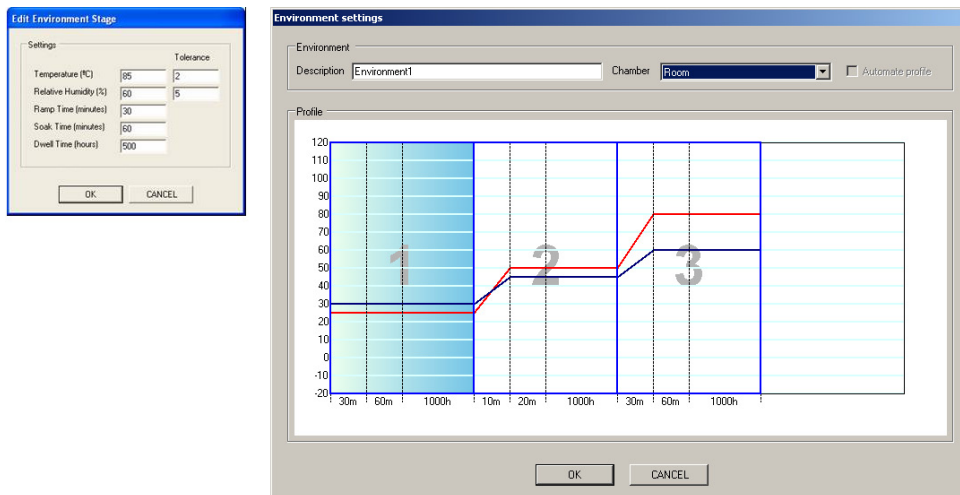 Edit Environment Stage
Settings
Tolerance
Temperature (ºC) 85 2
Relative Humidity (%) 60 5
Ramp Time (minutes) 30
Soak Time (minutes) 60
Dwell Time (hours) 500
OK CANCEL
Environment settings
Environment
Description Environment1 Chamber Room Automate profile
Profile
120
110
100
90
80
70
60
50
40
30
20
10
0
-10
-20
1 2 3
30m 60m 1000h 10m 20m 1000h 30m 60m 1000h
OK CANCEL